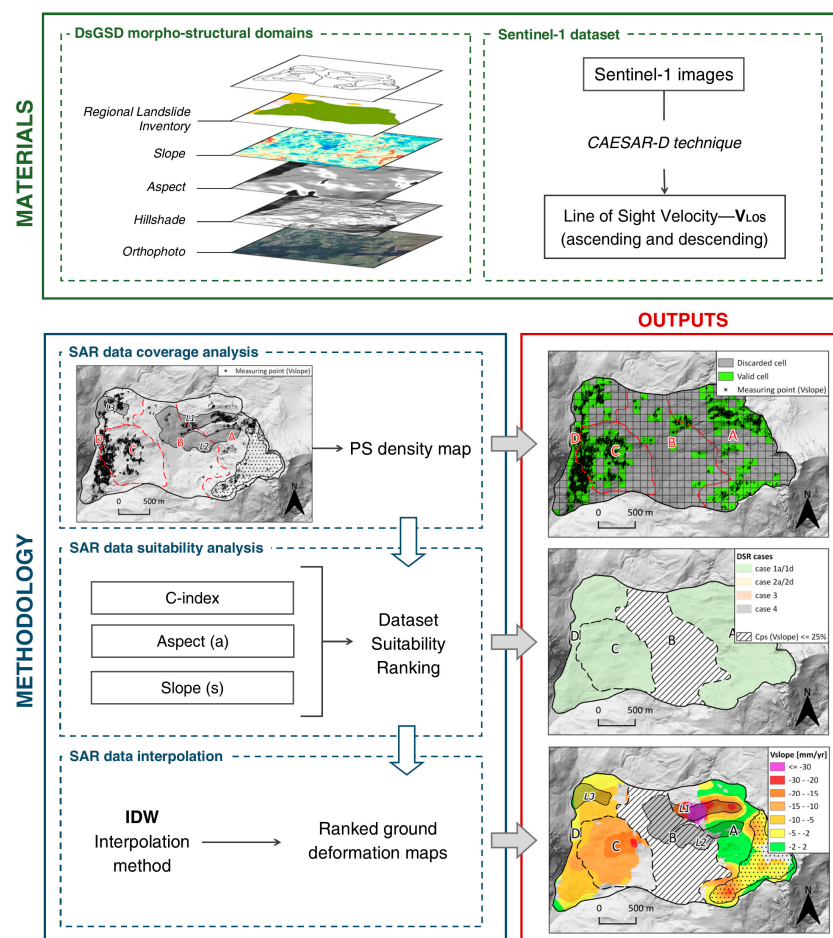 MATERIALS
DsGSD morpho-structural domains
Regional Landslide
Inventory
Slope
Aspect
Hillshade
Orthophoto
Sentinel-1 dataset
Sentinel-1 images
CAESAR-D technique
Line of Sight Velocity—VLOS
(ascending and descending)
METHODOLOGY
SAR data coverage analysis
Measuring point (Vslope)
L3
L1
L2
D
C
B
A
0 500 m
N
PS density map
SAR data suitability analysis
C-index
Aspect (a)
Slope (s)
Dataset
Suitability
Ranking
SAR data interpolation
IDW
Interpolation
method
Ranked ground
deformation maps
OUTPUTS
Discarded cell
Valid cell
Measuring point (Vslope)
D
C
B
A
0 500 m
N
DSR cases
case 1a/1d
case 2a/2d
case 3
case 4
Cps (Vslope) <= 25%
D
C
B
A
0 500 m
N
Vslope [mm/yr]
<= -30
-30 - -20
-20 - -15
-15 - -10
-10 - -5
-5 - -2
-2 - 2
L3
L1
L2
D
C
B
A
0 500 m
N